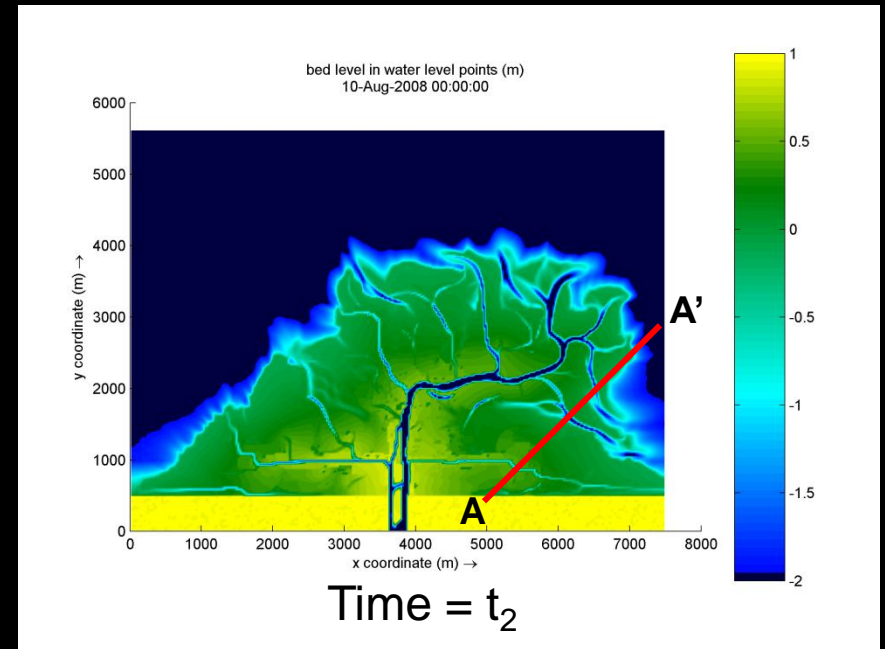 bed level in water level points (m)
10-Aug-2008 00:00:00
6000
5000
4000
3000
2000
1000
0
y coordinate (m) →
0 1000 2000 3000 4000 5000 6000 7000 8000
x coordinate (m) →
A
A’
1
0.5
0
-0.5
-1
-1.5
-2
Time = t₂